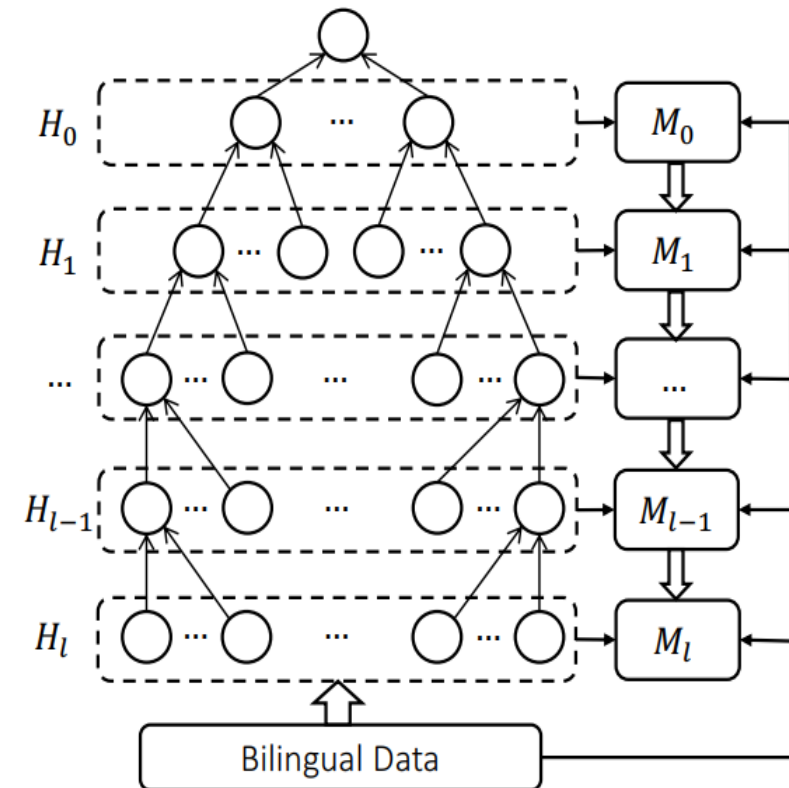 H₀ ... M₀
H₁ ... ... M₁
... ... ... ... ...
Hₗ₋₁ ... ... ... Mₗ₋₁
Hₗ ... ... ... Mₗ
Bilingual Data